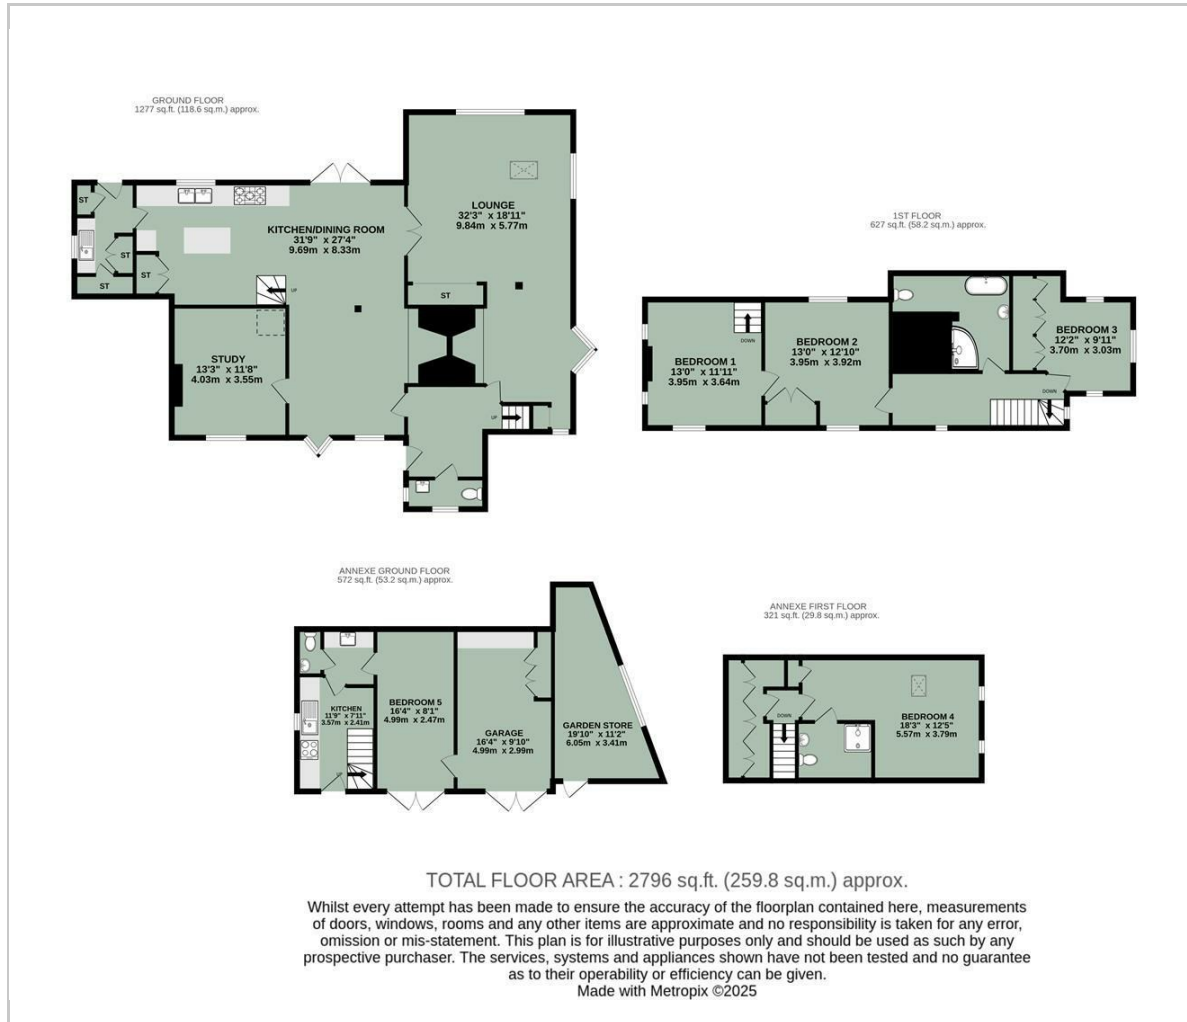 GROUND FLOOR
1277 sq.ft. (118.6 sq.m.) approx.
ST
ST
ST
ST
KITCHEN/DINING ROOM
31'9" x 27'4"
9.69m x 8.33m
UP
LOUNGE
32'3" x 18'11"
9.84m x 5.77m
ST
STUDY
13'3" x 11'8"
4.03m x 3.55m
UP
1ST FLOOR
627 sq.ft. (58.2 sq.m.) approx.
BEDROOM 1
13'0" x 11'11"
3.95m x 3.64m
DOWN
BEDROOM 2
13'0" x 12'10"
3.95m x 3.92m
BEDROOM 3
12'2" x 9'11"
3.70m x 3.03m
DOWN
ANNEXE GROUND FLOOR
572 sq.ft. (53.2 sq.m.) approx.
KITCHEN
11'9" x 7'11"
3.57m x 2.41m
UP
BEDROOM 5
16'4" x 8'1"
4.99m x 2.47m
GARAGE
16'4" x 9'10"
4.99m x 2.99m
GARDEN STORE
19'10" x 11'2"
6.05m x 3.41m
ANNEXE FIRST FLOOR
321 sq.ft. (29.8 sq.m.) approx.
DOWN
BEDROOM 4
18'3" x 12'5"
5.57m x 3.79m
TOTAL FLOOR AREA : 2796 sq.ft. (259.8 sq.m.) approx.
Whilst every attempt has been made to ensure the accuracy of the floorplan contained here, measurements
of doors, windows, rooms and any other items are approximate and no responsibility is taken for any error,
omission or mis-statement. This plan is for illustrative purposes only and should be used as such by any
prospective purchaser. The services, systems and appliances shown have not been tested and no guarantee
as to their operability or efficiency can be given.
Made with Metropix ©2025